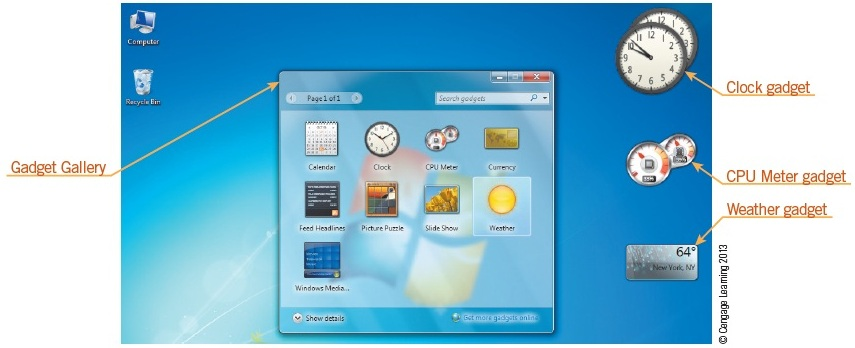 Computer
Recycle Bin
Page 1 of 1
Search gadgets
Calendar
Clock
CPU Meter
Currency
Feed Headlines
Picture Puzzle
Slide Show
Weather
Windows Media...
Show details
Get more gadgets online
12
64°
New York, NY
Gadget Gallery
Clock gadget
CPU Meter gadget
Weather gadget
© Cengage Learning 2013